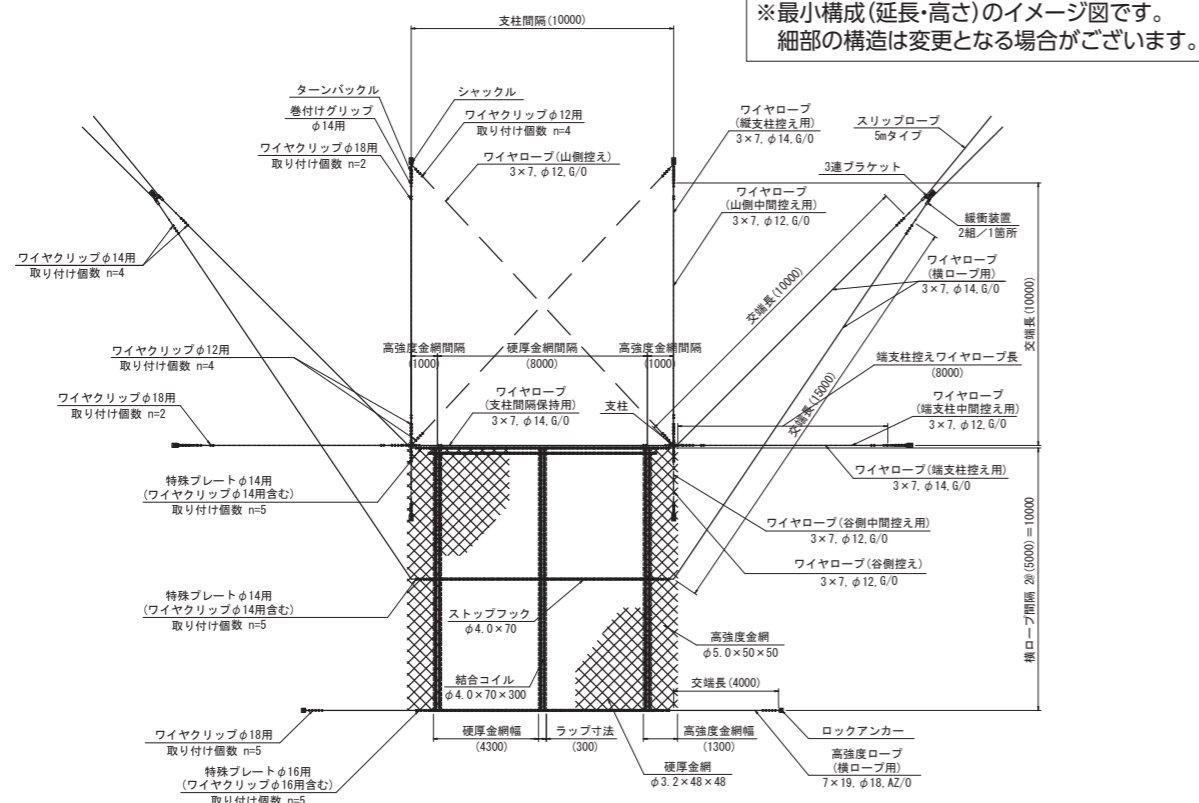 ※最小構成(延長・高さ)のイメージ図です。
細部の構造は変更となる場合がございます。
支柱間隔(10000)
ターンバックル
巻付けグリップ
φ14用
ワイヤクリップφ18用
取り付け個数 n=2
シャックル
ワイヤクリップφ12用
取り付け個数 n=4
ワイヤロープ(山側控え)
3×7, φ12, G/O
ワイヤロープ
(縦支柱控え用)
3×7, φ14, G/O
ワイヤロープ
(山側中間控え用)
3×7, φ12, G/O
スリップロープ
5mタイプ
3連ブラケット
緩衝装置
2組/1箇所
ワイヤロープ
(横ロープ用)
3×7, φ14, G/O
交端長(10000)
交端長(10000)
交端長(15000)
ワイヤクリップφ14用
取り付け個数 n=4
ワイヤクリップφ12用
取り付け個数 n=4
ワイヤクリップφ18用
取り付け個数 n=2
高強度金網間隔
(1000)
硬厚金網間隔
(8000)
高強度金網間隔
(1000)
ワイヤロープ
(支柱間隔保持用)
3×7, φ14, G/O
支柱
端支柱控えワイヤロープ長
(8000)
ワイヤロープ
(端支柱中間控え用)
3×7, φ12, G/O
ワイヤロープ(端支柱控え用)
3×7, φ14, G/O
特殊プレートφ14用
(ワイヤクリップφ14用含む)
取り付け個数 n=5
ワイヤロープ(谷側中間控え用)
3×7, φ12, G/O
ワイヤロープ(谷側控え)
3×7, φ12, G/O
横ロープ間隔 2@(5000)=10000
特殊プレートφ14用
(ワイヤクリップφ14用含む)
取り付け個数 n=5
ストップフック
φ4.0×70
高強度金網
φ5.0×50×50
結合コイル
φ4.0×70×300
交端長(4000)
ワイヤクリップφ18用
取り付け個数 n=5
硬厚金網幅
(4300)
ラップ寸法
(300)
高強度金網幅
(1300)
ロックアンカー
特殊プレートφ16用
(ワイヤクリップφ16用含む)
取り付け個数 n=5
硬厚金網
φ3.2×48×48
高強度ロープ
(横ロープ用)
7×19, φ18, AZ/O